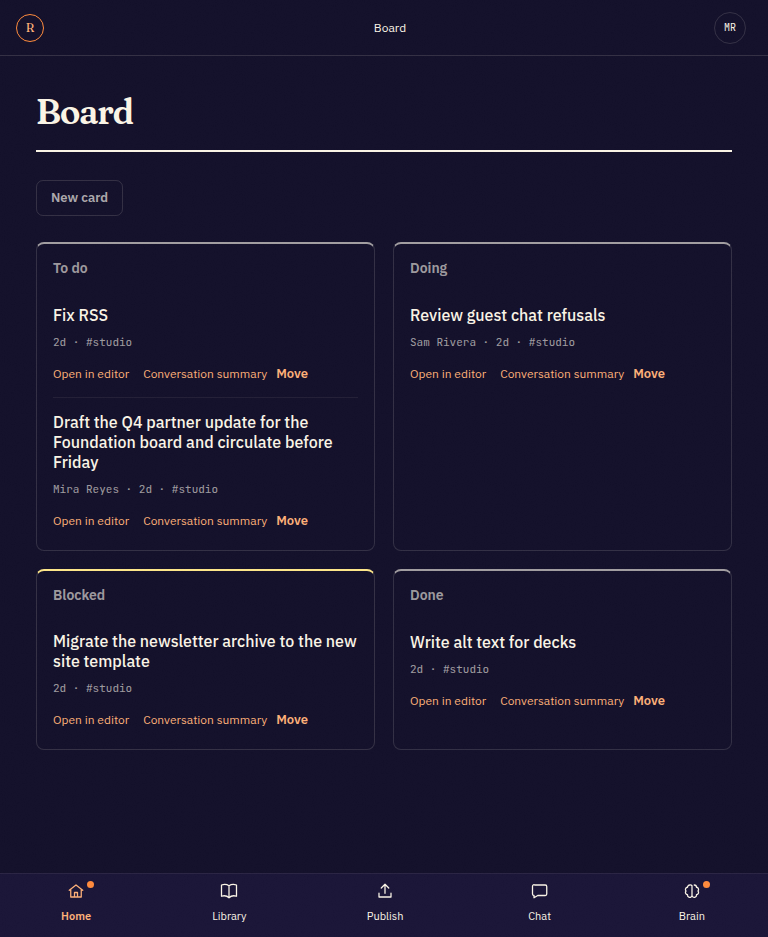 R
Board
MR
Board
New card
To do
Fix RSS
2d · #studio
Open in editor Conversation summary Move
Draft the Q4 partner update for the
Foundation board and circulate before
Friday
Mira Reyes · 2d · #studio
Open in editor Conversation summary Move
Doing
Review guest chat refusals
Sam Rivera · 2d · #studio
Open in editor Conversation summary Move
Blocked
Migrate the newsletter archive to the new
site template
2d · #studio
Open in editor Conversation summary Move
Done
Write alt text for decks
2d · #studio
Open in editor Conversation summary Move
Home
Library
Publish
Chat
Brain